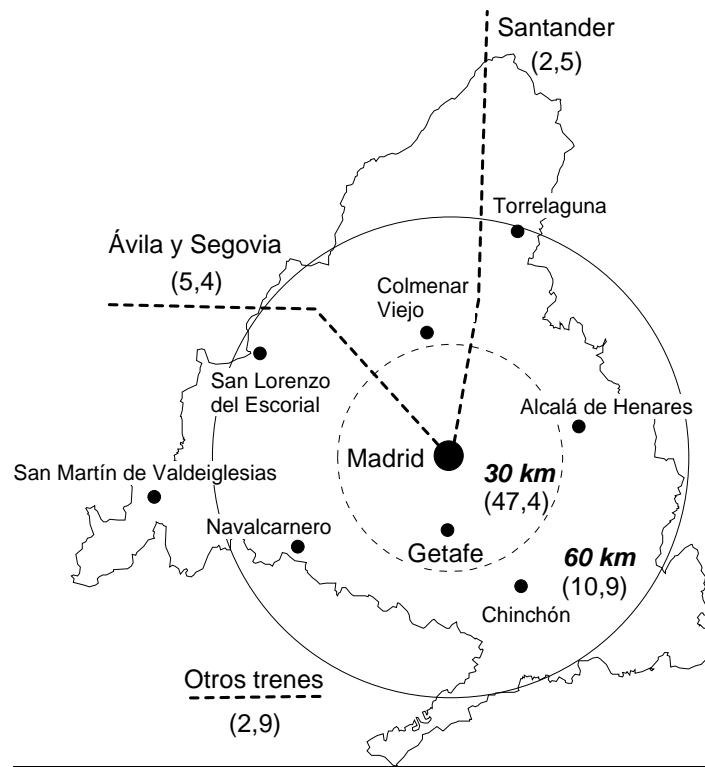 Santander
(2,5)
Torrelaguna
Ávila y Segovia
(5,4)
Colmenar
Viejo
San Lorenzo
del Escorial
Alcalá de Henares
Madrid
30 km
(47,4)
San Martín de Valdeiglesias
Navalcarnero
Getafe
60 km
(10,9)
Chinchón
Otros trenes
(2,9)